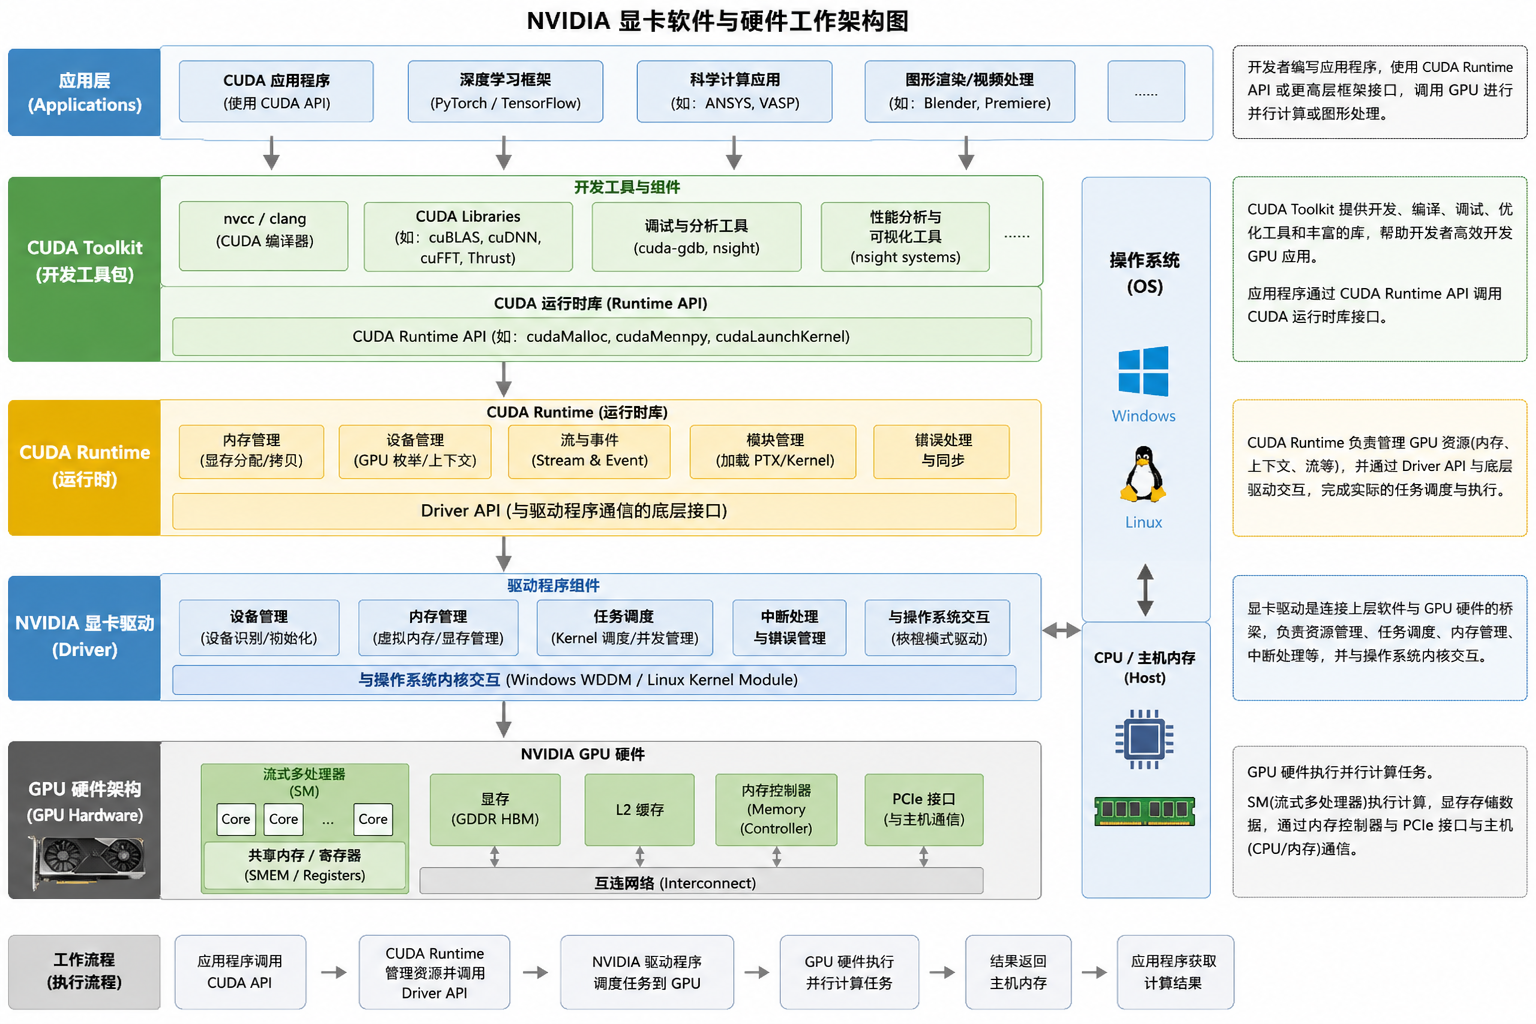 NVIDIA 显卡软件与硬件工作架构图
应用层
(Applications)
CUDA 应用程序
(使用 CUDA API)
深度学习框架
(PyTorch / TensorFlow)
科学计算应用
(如：ANSYS, VASP)
图形渲染/视频处理
(如：Blender, Premiere)
......
开发者编写应用程序，使用 CUDA Runtime
API 或更高层框架接口，调用 GPU 进行
并行计算或图形处理。
CUDA Toolkit
(开发工具包)
开发工具与组件
nvcc / clang
(CUDA 编译器)
CUDA Libraries
(如：cuBLAS, cuDNN,
cuFFT, Thrust)
调试与分析工具
(cuda-gdb, nsight)
性能分析与
可视化工具
(nsight systems)
......
CUDA 运行时库 (Runtime API)
CUDA Runtime API (如：cudaMalloc, cudaMemnpy, cudaLaunchKernel)
操作系统
(OS)
Windows
Linux
CUDA Toolkit 提供开发、编译、调试、优
化工具和丰富的库，帮助开发者高效开发
GPU 应用。
应用程序通过 CUDA Runtime API 调用
CUDA 运行时库接口。
CUDA Runtime
(运行时)
CUDA Runtime (运行时库)
内存管理
(显存分配/拷贝)
设备管理
(GPU 枚举/上下文)
流与事件
(Stream & Event)
模块管理
(加载 PTX/Kernel)
错误处理
与同步
Driver API (与驱动程序通信的底层接口)
CUDA Runtime 负责管理 GPU 资源(内存、
上下文、流等)，并通过 Driver API 与底层
驱动交互，完成实际的任务调度与执行。
NVIDIA 显卡驱动
(Driver)
驱动程序组件
设备管理
(设备识别/初始化)
内存管理
(虚拟内存/显存管理)
任务调度
(Kernel 调度/并发管理)
中断处理
与错误管理
与操作系统交互
模式驱动)
与操作系统内核交互 (Windows WDDM / Linux Kernel Module)
CPU / 主机内存
(Host)
显卡驱动是连接上层软件与 GPU 硬件的桥
梁，负责资源管理、任务调度、内存管理、
中断处理等，并与操作系统内核交互。
GPU 硬件架构
(GPU Hardware)
NVIDIA GPU 硬件
流式多处理器
(SM)
Core
Core
...
Core
共享内存 / 寄存器
(SMEM / Registers)
显存
(GDDR HBM)
L2 缓存
内存控制器
(Memory
(Controller)
PCIe 接口
(与主机通信)
互连网络 (Interconnect)
GPU 硬件执行并行计算任务。
SM(流式多处理器)执行计算，显存存储数
据，通过内存控制器与 PCIe 接口与主机
(CPU/内存)通信。
工作流程
(执行流程)
应用程序调用
CUDA API
CUDA Runtime
管理资源并调用
Driver API
NVIDIA 驱动程序
调度任务到 GPU
GPU 硬件执行
并行计算任务
结果返回
主机内存
应用程序获取
计算结果